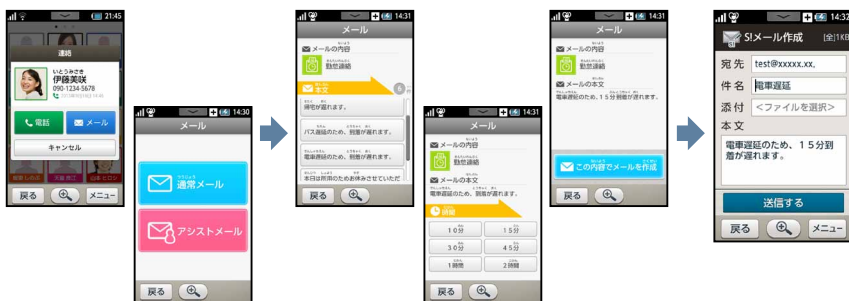 21:45
連絡
いとうみさき
伊藤美咲
090-1234-5678
電話
メール
キャンセル
戻る
メニュー
14:30
メール
通常メール
アシストメール
戻る
14:31
メール
メールの内容
勤怠連絡
本文
6
帰宅が遅れます。
バス遅延のため、到着が遅れます。
電車遅延のため、到着が遅れます。
本日は所用のためお休みさせていただ
戻る
14:31
メール
メールの内容
勤怠連絡
メールの本文
電車遅延のため、到着が遅れます。
時間
10分
15分
30分
45分
1時間
2時間
戻る
14:31
メール
メールの内容
勤怠連絡
メールの本文
電車遅延のため、15分到着が遅れます。
この内容でメールを作成
戻る
14:32
S!メール作成
[全]1KB
宛先
test@xxxxx.xx,
件名
電車遅延
添付
<ファイルを選択>
本文
電車遅延のため、15分到
着が遅れます。
送信する
戻る
メニュー